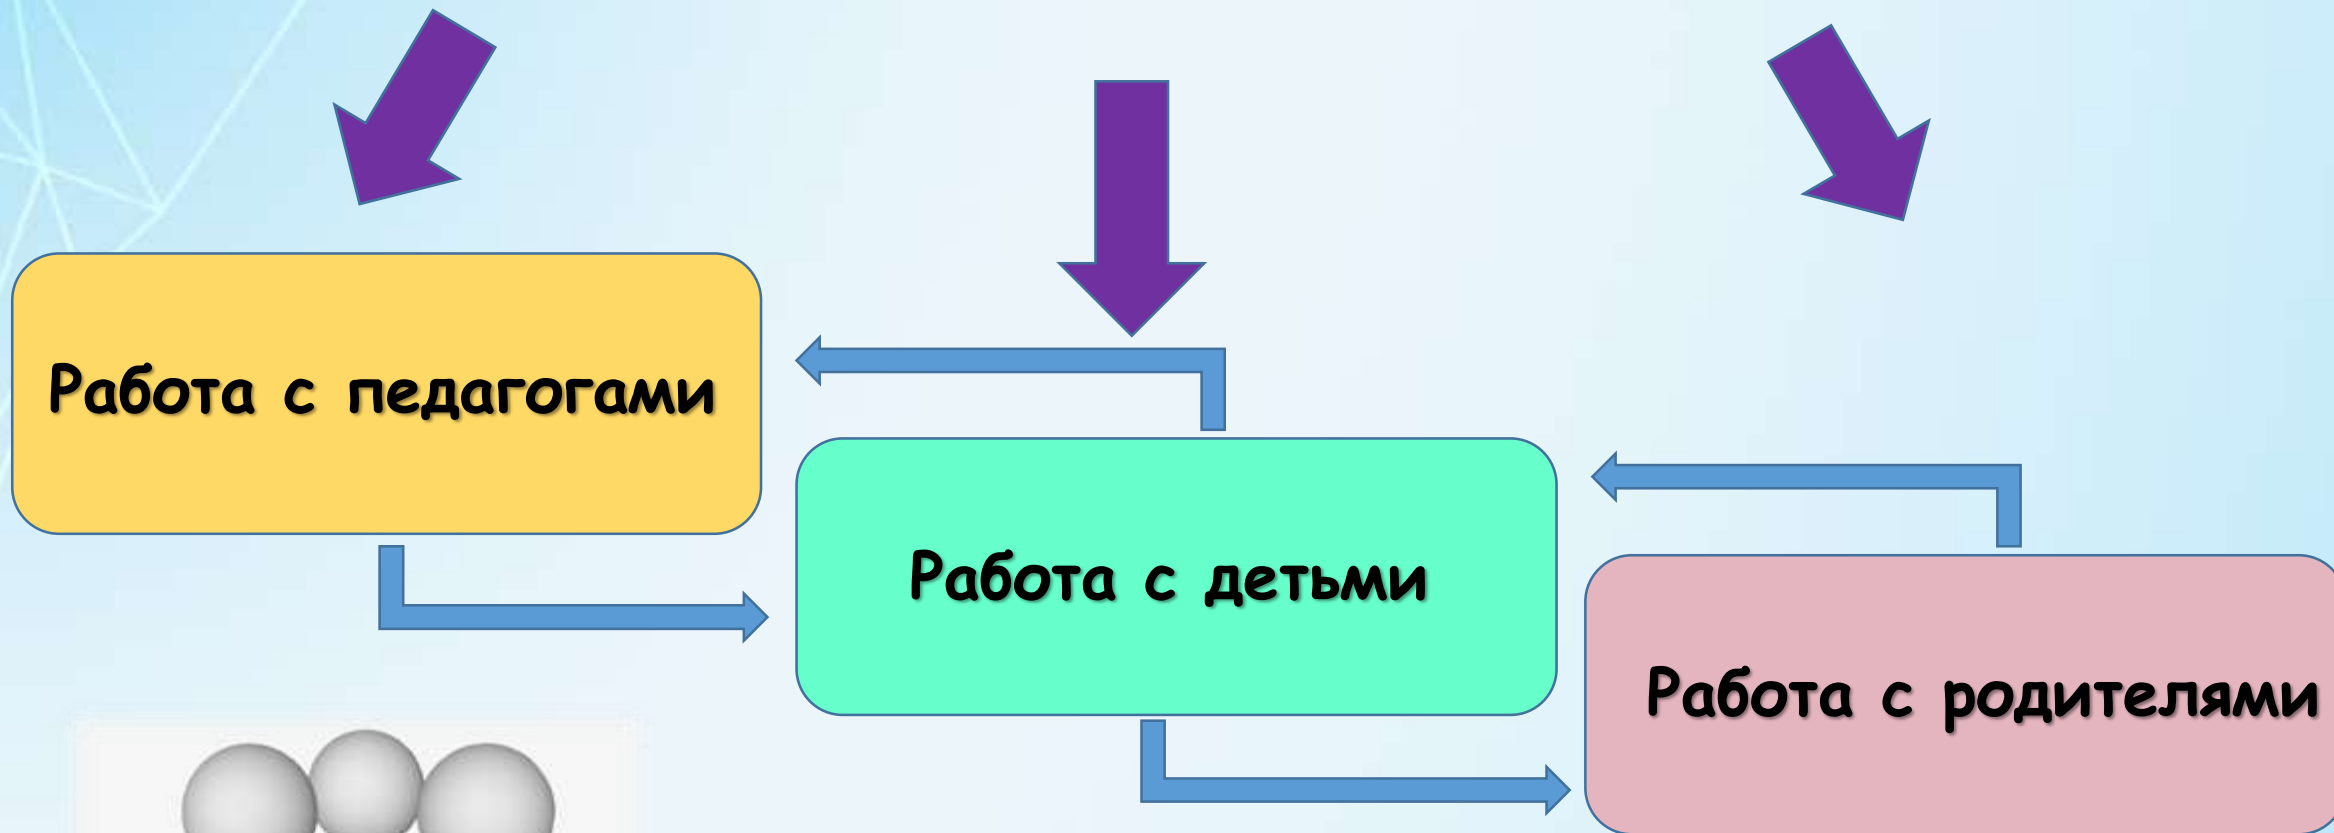 Работа с педагогами
Работа с детьми
Работа с родителями